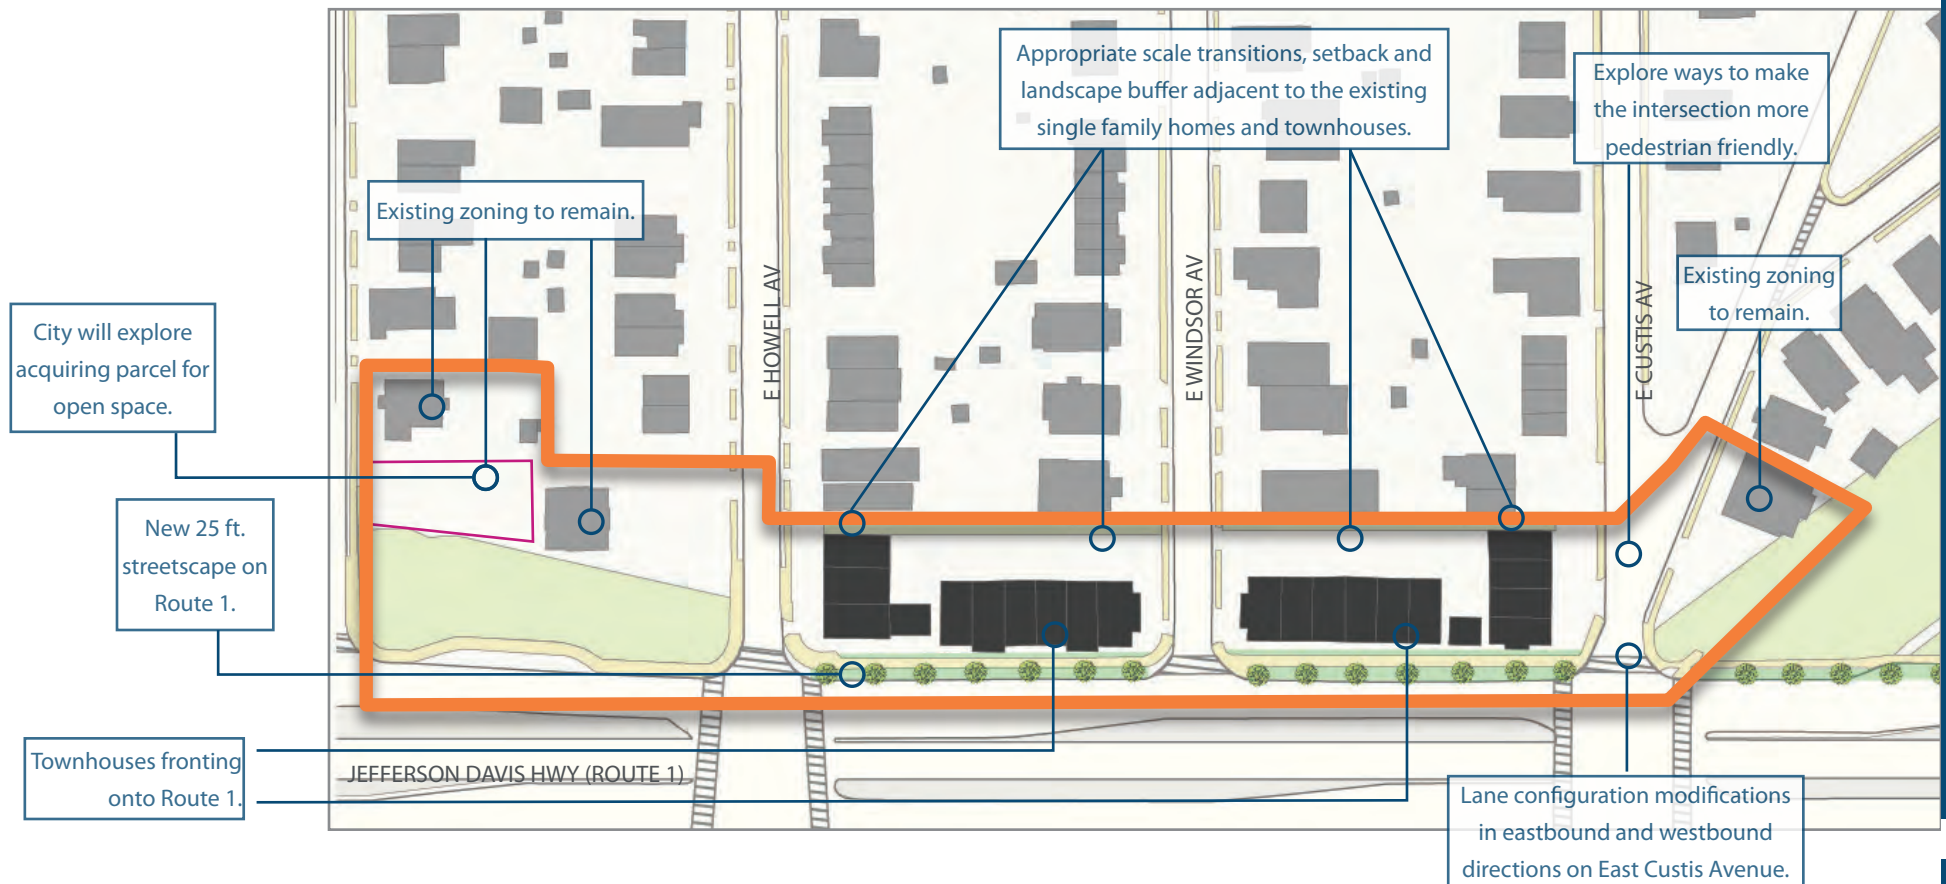 Appropriate scale transitions, setback and
landscape buffer adjacent to the existing
single family homes and townhouses.
Explore ways to make
the intersection more
pedestrian friendly.
Existing zoning to remain.
Existing zoning
to remain.
City will explore
acquiring parcel for
open space.
E HOWELL AV
E WINDSOR AV
E CUSTIS AV
New 25 ft.
streetscape on
Route 1.
Townhouses fronting
onto Route 1.
JEFFERSON DAVIS HWY (ROUTE 1)
Lane configuration modifications
in eastbound and westbound
directions on East Custis Avenue.